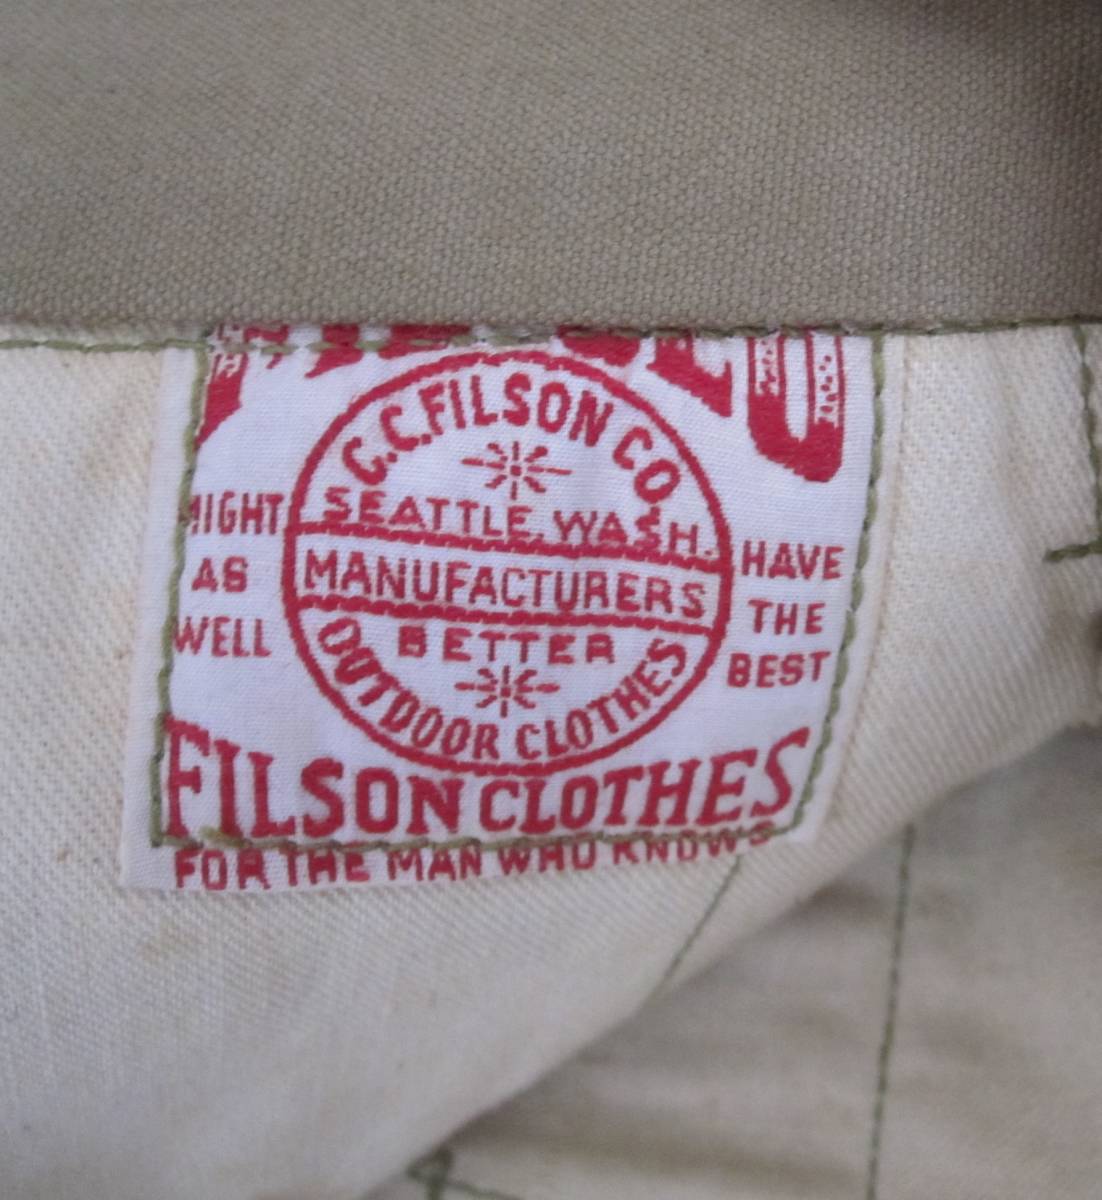 C.C. FILSON CO.
SEATTLE, WASH.
MANUFACTURERS
BETTER
OUTDOOR CLOTHES
MIGHT
AS
WELL
HAVE
THE
BEST
FILSON CLOTHES
FOR THE MAN WHO KNOWS